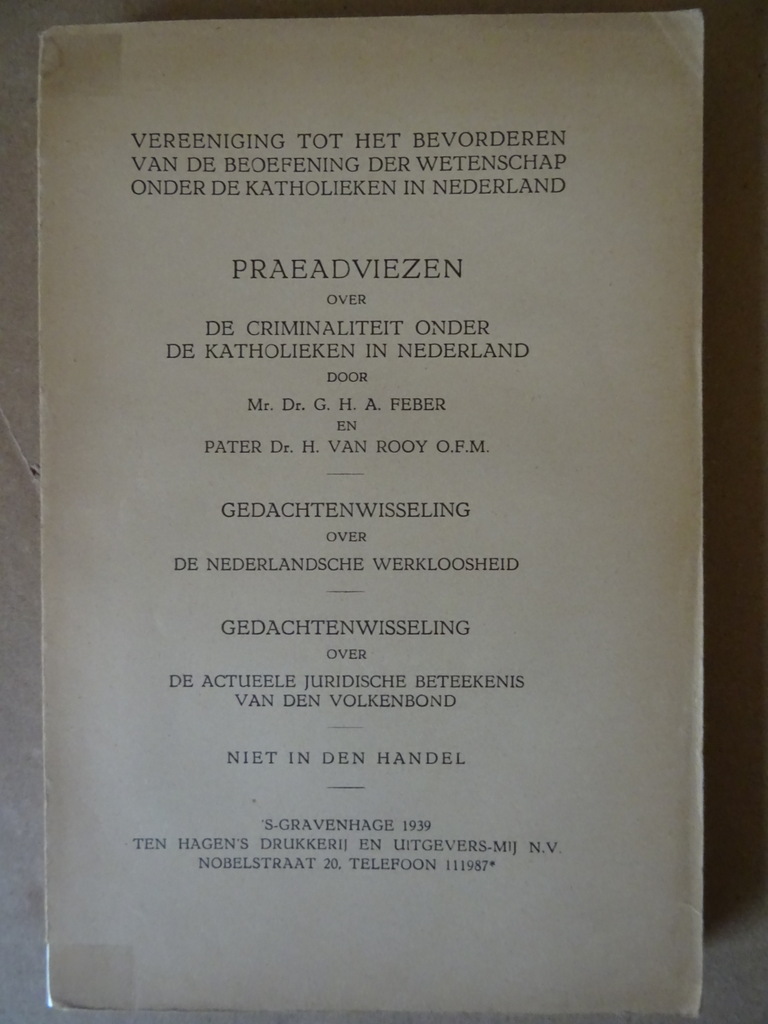 VEREENIGING TOT HET BEVORDEREN
VAN DE BEOEFENING DER WETENSCHAP
ONDER DE KATHOLIEKEN IN NEDERLAND
PRAEADVIEZEN
OVER
DE CRIMINALITEIT ONDER
DE KATHOLIEKEN IN NEDERLAND
DOOR
Mr. Dr. G. H. A. FEBER
EN
PATER Dr. H. VAN ROOY O.F.M.
GEDACHTENWISSELING
OVER
DE NEDERLANDSCHE WERKLOOSHEID
GEDACHTENWISSELING
OVER
DE ACTUEELE JURIDISCHE BETEEKENIS
VAN DEN VOLKENBOND
NIET IN DEN HANDEL
'S-GRAVENHAGE 1939
TEN HAGEN'S DRUKKERIJ EN UITGEVERS-MIJ N.V.
NOBELSTRAAT 20, TELEFOON 111987*